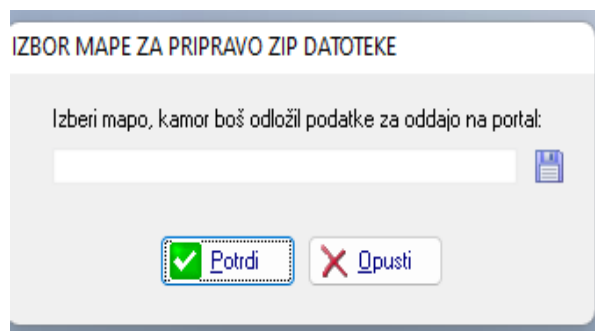 IZBOR MAPE ZA PRIPRAVO ZIP DATOTEKE
Izberi mapo, kamor boš odložil podatke za oddajo na portal:
Potrdi
Opusti